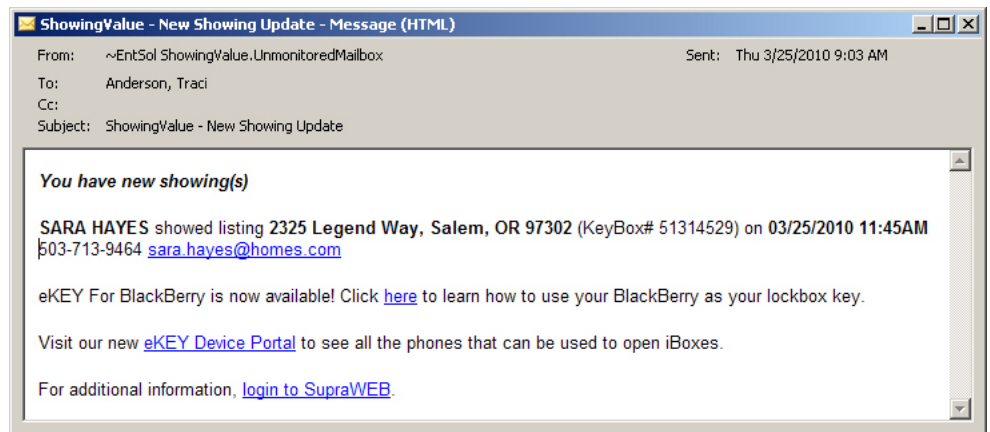 ShowingValue - New Showing Update - Message (HTML)
From: ~EntSol ShowingValue.UnmonitoredMailbox Sent: Thu 3/25/2010 9:03 AM
To: Anderson, Traci
Cc:
Subject: ShowingValue - New Showing Update
You have new showing(s)
SARA HAYES showed listing 2325 Legend Way, Salem, OR 97302 (KeyBox# 51314529) on 03/25/2010 11:45AM
503-713-9464 sara.hayes@homes.com
eKEY For BlackBerry is now available! Click here to learn how to use your BlackBerry as your lockbox key.
Visit our new eKEY Device Portal to see all the phones that can be used to open iBoxes.
For additional information, login to SupraWEB.